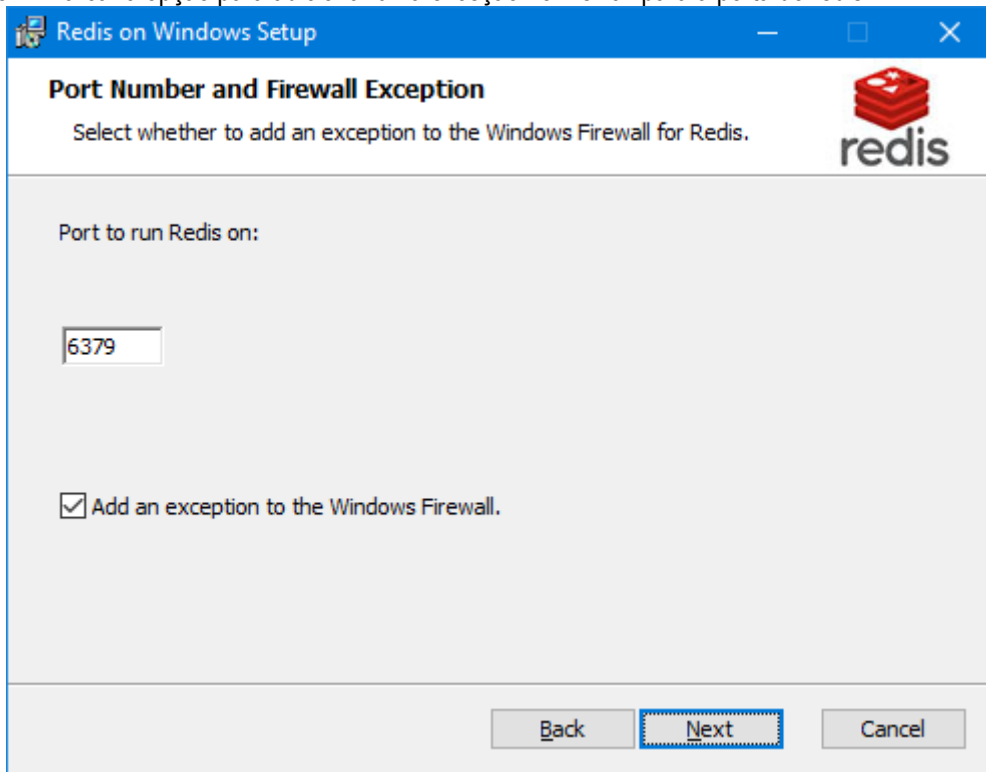 Redis on Windows Setup
Port Number and Firewall Exception
Select whether to add an exception to the Windows Firewall for Redis.
redis
Port to run Redis on:
6379
Add an exception to the Windows Firewall.
Back
Next
Cancel